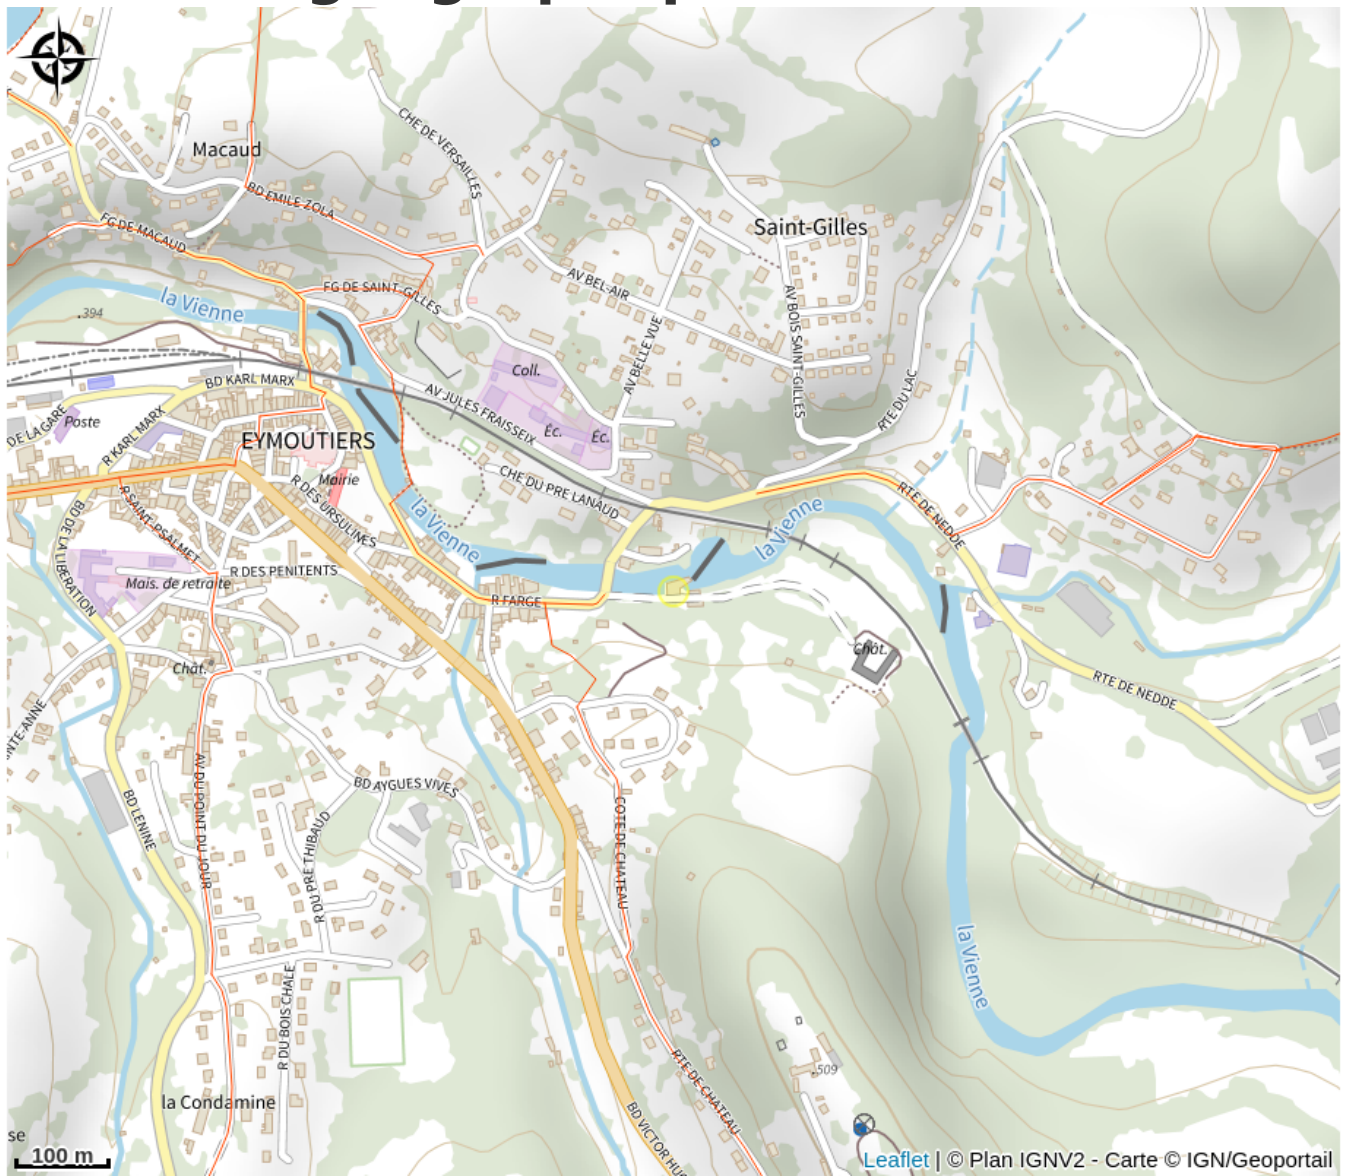 CHE DE VERSAILLES
Macaud
BD EMILE ZOLA
Saint-Gilles
FG DE MACAUD
AV BEL-AIR
FG DE SAINT-GILLES
la Vienne
.394
AV BOIS SAINT-GILLES
AV BELLE VUE
Coll.
BD KARL MARX
AV JULES FRAISSEIX
RTE DU LAC
DE LA GARE
Poste
R KARL MARX
EYMOUTIERS
Éc.
Éc.
Mairie
CHE DU PRE LANAUD
R SAINT-PSALMET
R DES URSULINES
la Vienne
la Vienne
RTE DE NEDDE
BD DE LA LIBERATION
Mais. de retraite
R DES PENITENTS
R FARGE
Chât.
Chât.
RTE DE NEDDE
NTE-ANNE
AV DU POINT DU JOUR
BD AYGUES VIVES
BD LENINE
R DU PRE THIBAUD
COTE DE CHATEAU
la Vienne
R DU BOIS CHALE
RTE DE CHATEAU
.509
la Condamine
BD VICTOR HUG
se
100 m
Leaflet | © Plan IGNV2 - Carte © IGN/Geoportail